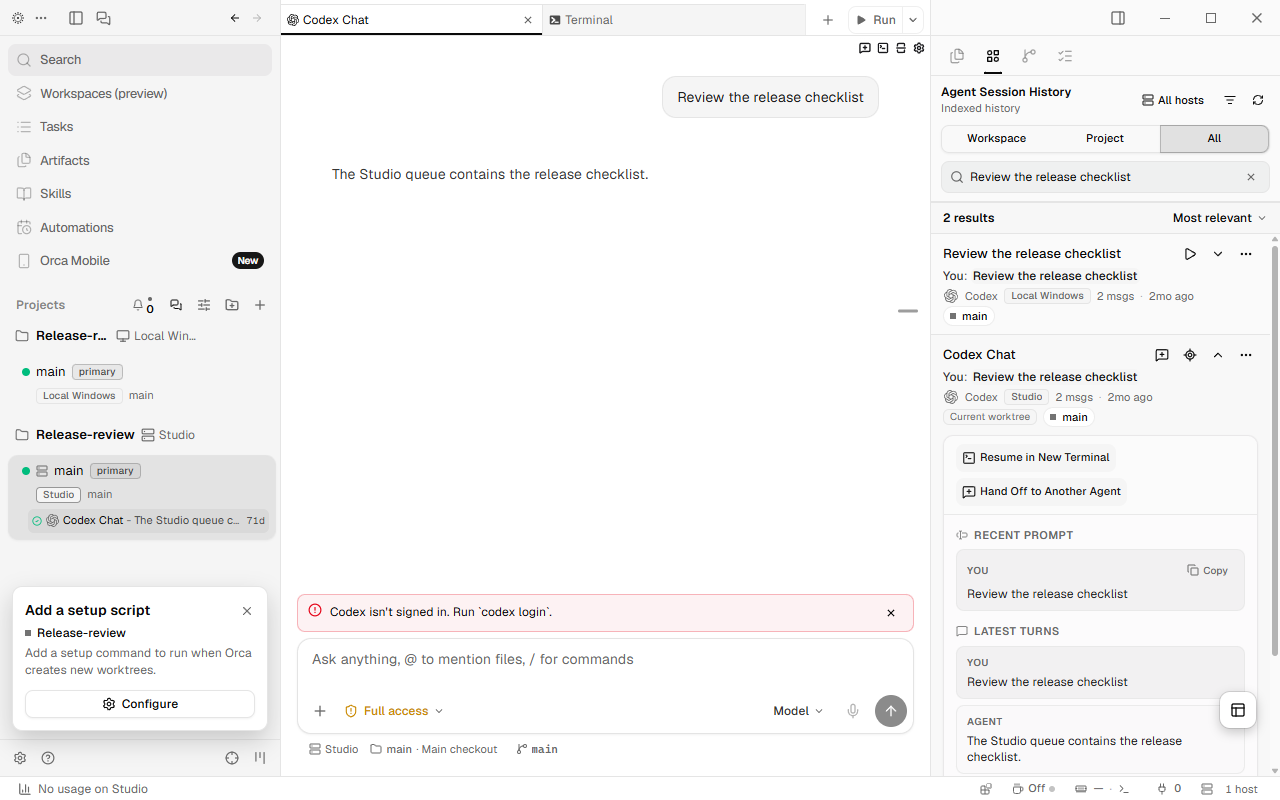 Codex Chat
Terminal
Run
Search
Workspaces (preview)
Tasks
Artifacts
Skills
Automations
Orca Mobile
New
Projects
0
Release-r...
Local Win...
main
primary
Local Windows
main
Release-review
Studio
main
primary
Studio
main
Codex Chat - The Studio queue c...
71d
Add a setup script
Release-review
Add a setup command to run when Orca
creates new worktrees.
Configure
No usage on Studio
Review the release checklist
The Studio queue contains the release checklist.
Codex isn't signed in. Run `codex login`.
Ask anything, @ to mention files, / for commands
Full access
Model
Studio
main · Main checkout
main
Agent Session History
Indexed history
All hosts
Workspace
Project
All
Review the release checklist
2 results
Most relevant
Review the release checklist
You: Review the release checklist
Codex
Local Windows
2 msgs · 2mo ago
main
Codex Chat
You: Review the release checklist
Codex
Studio
2 msgs · 2mo ago
Current worktree
main
Resume in New Terminal
Hand Off to Another Agent
RECENT PROMPT
YOU
Copy
Review the release checklist
LATEST TURNS
YOU
Review the release checklist
AGENT
The Studio queue contains the release
checklist.
Off
0
1 host